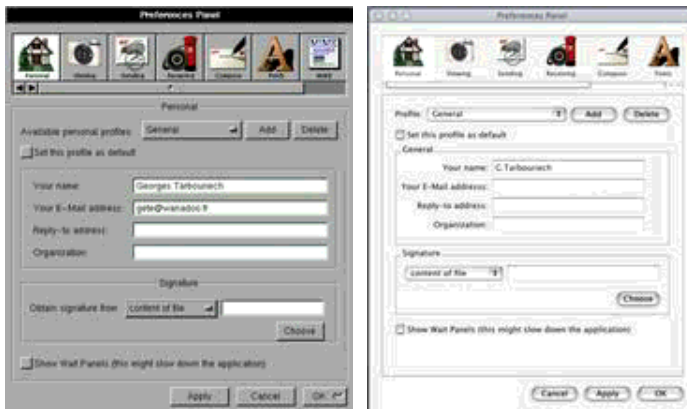 Preferences Panel
Personal Viewing Sending Receiving Compose Fonts MIME
Personal
Available personal profiles: General Add Delete
Set this profile as default
Your name: Georges Tarbouriech
Your E-Mail address: gete@wanadoo.fr
Reply-to address:
Organization:
Signature
Obtain signature from content of file
Choose
Show Wait Panels (this might slow down the application)
Apply Cancel OK
Preferences Panel
Personal Viewing Sending Receiving Compose Fonts
Profile: General Add Delete
Set this profile as default
General
Your name: G.Tarbouriech
Your E-Mail address:
Reply-to address:
Organization:
Signature
content of file
Choose
Show Wait Panels (this might slow down the application)
Cancel Apply OK